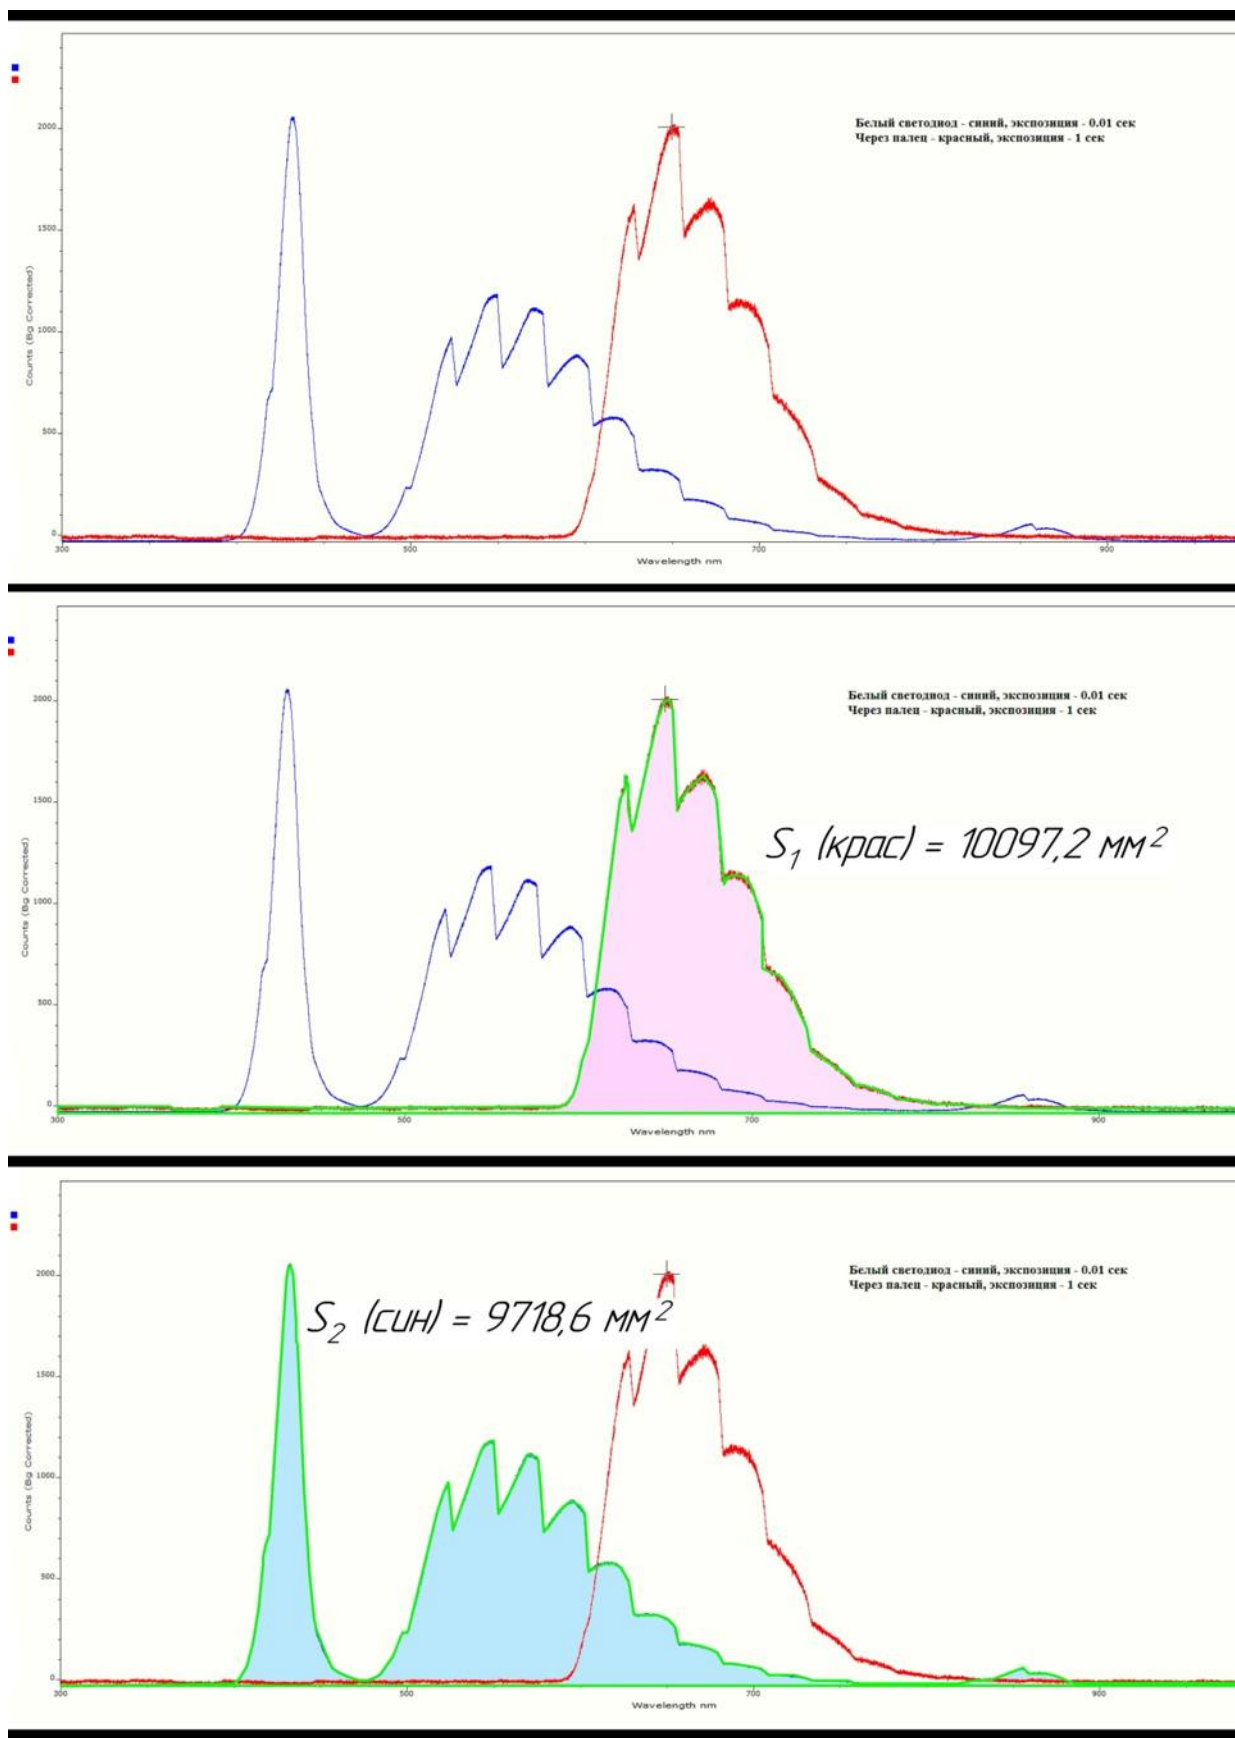 Белый светодиод - синий, экспозиция - 0.01 сек
Через палец - красный, экспозиция - 1 сек
2000
1500
1000
500
0
Counts (Bg Corrected)
300
500
700
900
Wavelength nm
Белый светодиод - синий, экспозиция - 0.01 сек
Через палец - красный, экспозиция - 1 сек
2000
1500
1000
500
0
Counts (Bg Corrected)
S₁ (крас) = 10097,2 мм²
300
500
700
900
Wavelength nm
Белый светодиод - синий, экспозиция - 0.01 сек
Через палец - красный, экспозиция - 1 сек
2000
1500
1000
500
0
Counts (Bg Corrected)
S₂ (син) = 9718,6 мм²
300
500
700
900
Wavelength nm